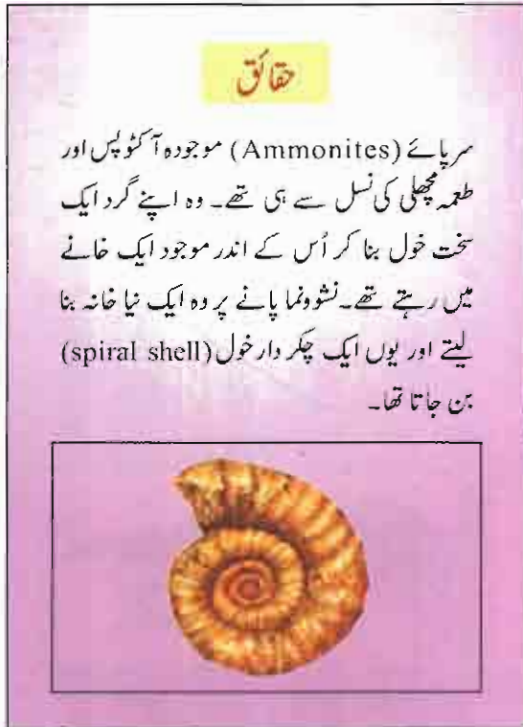 حقائق
سرپائے (Ammonites) موجودہ آکٹوپس اور
طعمہ مچھلی کی نسل سے ہی تھے۔ وہ اپنے گرد ایک
سخت خول بنا کر اُس کے اندر موجود ایک خانے
میں رہتے تھے۔ نشوونما پانے پر وہ ایک نیا خانہ بنا
لیتے اور یوں ایک چکر دار خول (spiral shell)
بن جاتا تھا۔